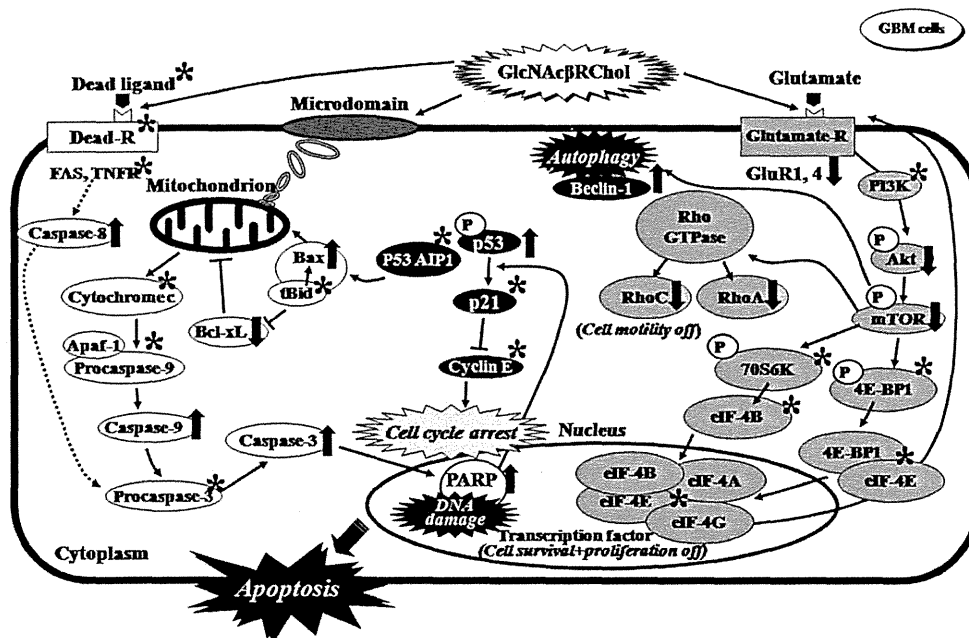 GBM cells
GlcNAcβRChol
Dead ligand*
Dead-R*
FAS, TNFR*
Microdomain
Glutamate
Glutamate-R
GluR1, 4
Autophagy
Beclin-1
PI3K*
Mitochondrion
Caspase-8
P
p53
P53 AIP1*
Rho
GTPase
P
Akt
Bax
tBid*
Cytochromec*
p21*
RhoC
RhoA
(Cell motility off)
P
mTOR
Bcl-xL
Apaf-1
Procaspase-9
*
Cyclin E*
P
70S6K*
P
4E-BP1*
Caspase-9
Caspase-3
Cell cycle arrest
Nucleus
eIF-4B*
4E-BP1
eIF-4E
*
Procaspase-3*
PARP
DNA
damage
eIF-4B
eIF-4A
eIF-4E
*
eIF-4G
Transcription factor
(Cell survival+proliferation off)
Cytoplasm
Apoptosis